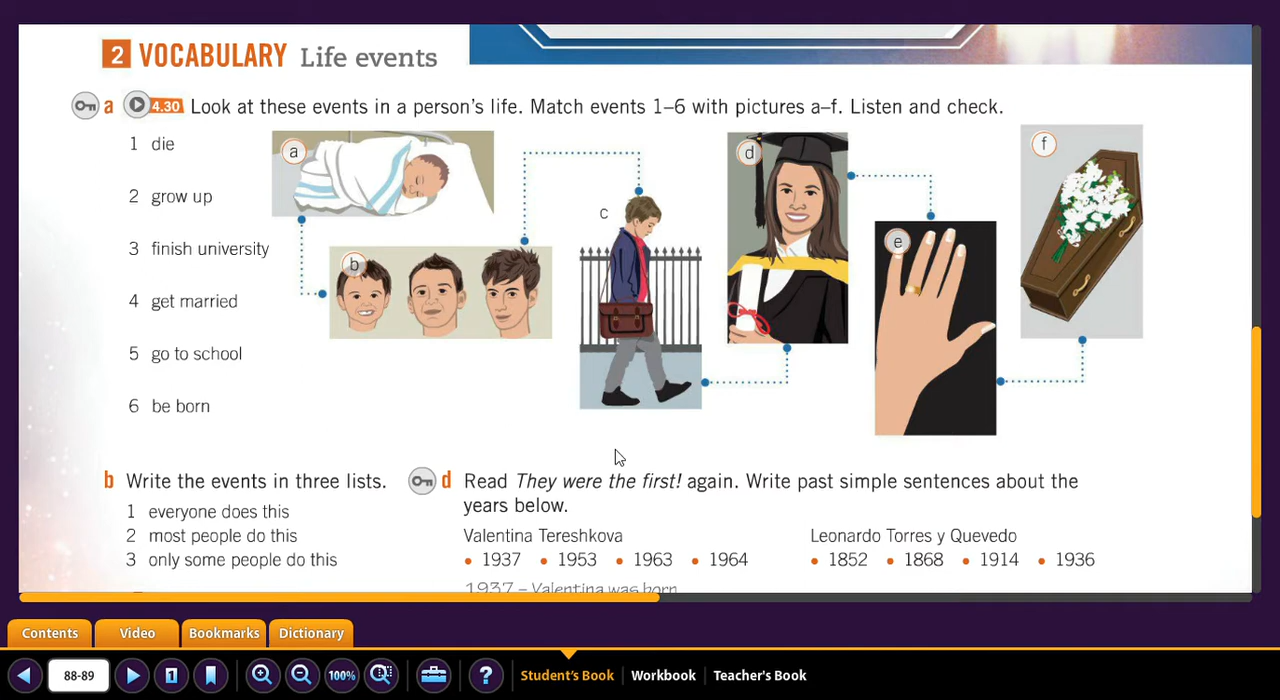 2 VOCABULARY Life events
a 4.30 Look at these events in a person's life. Match events 1–6 with pictures a–f. Listen and check.
1 die
2 grow up
3 finish university
4 get married
5 go to school
6 be born
a
b
c
d
e
f
b Write the events in three lists.
1 everyone does this
2 most people do this
3 only some people do this
d Read They were the first! again. Write past simple sentences about the
years below.
Valentina Tereshkova
• 1937 • 1953 • 1963 • 1964
Leonardo Torres y Quevedo
• 1852 • 1868 • 1914 • 1936
1937 – Valentina was born
Contents Video Bookmarks Dictionary
88-89 1 100% ? Student's Book Workbook Teacher's Book